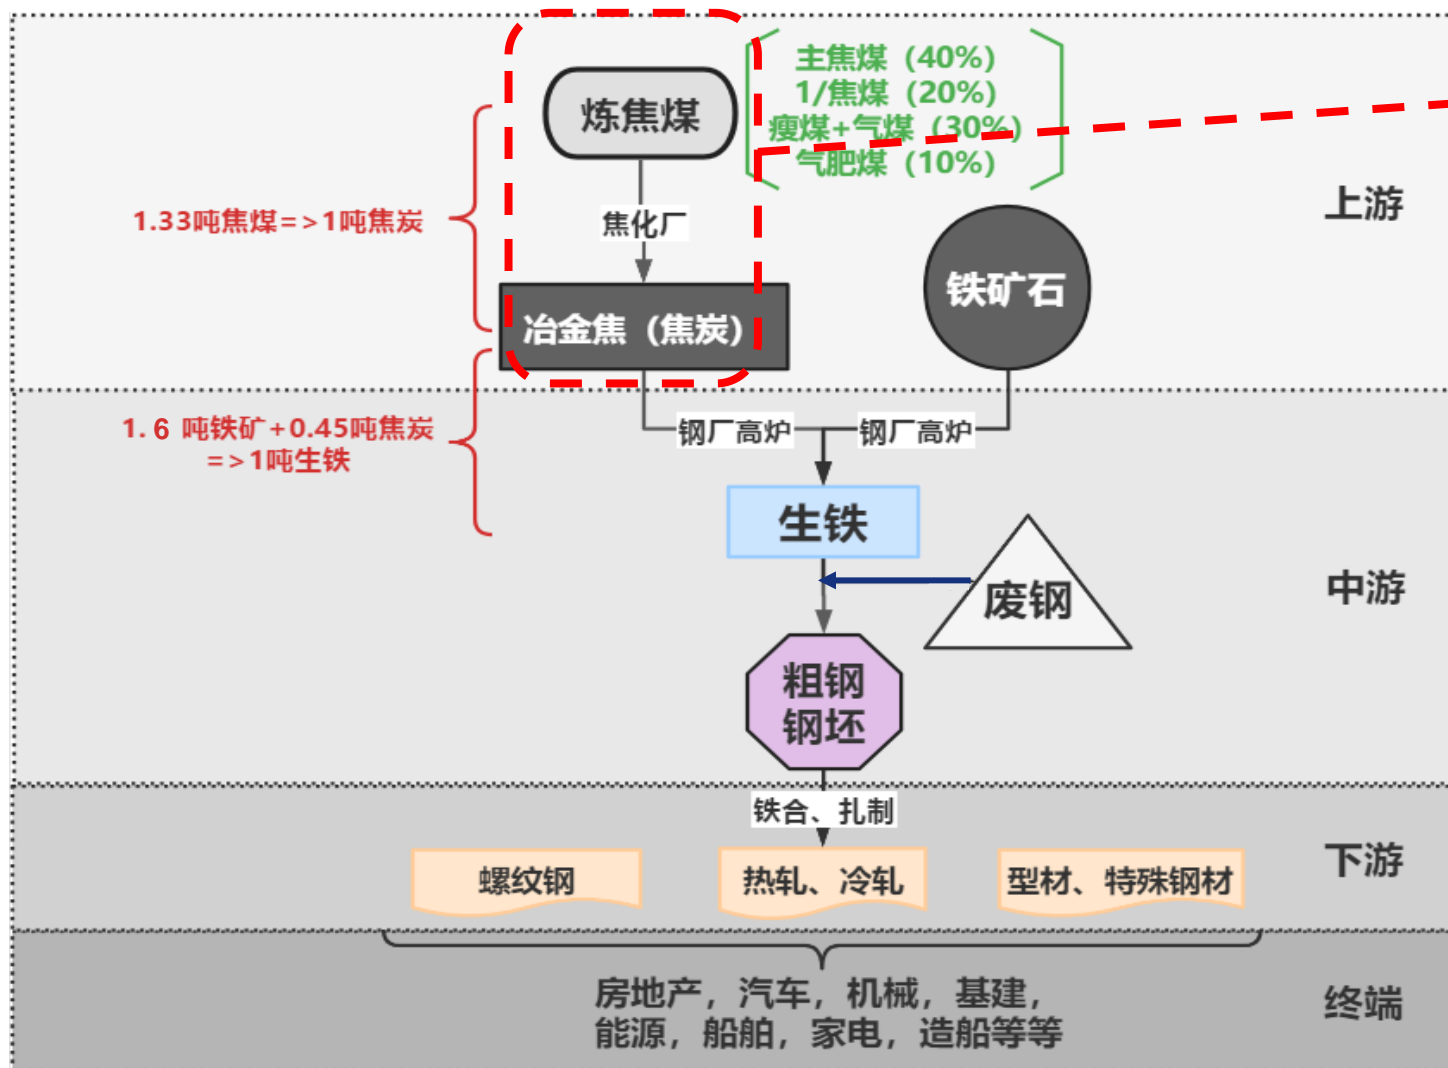 主焦煤（40%）
1/焦煤（20%）
瘦煤+气煤（30%）
气肥煤（10%）
炼焦煤
上游
1.33吨焦煤=>1吨焦炭
焦化厂
铁矿石
冶金焦（焦炭）
1. 6 吨铁矿+0.45吨焦炭
=>1吨生铁
钢厂高炉
钢厂高炉
生铁
中游
废钢
粗钢
钢坯
铁合、扎制
下游
螺纹钢
热轧、冷轧
型材、特殊钢材
房地产，汽车，机械，基建，
能源，船舶，家电，造船等等
终端